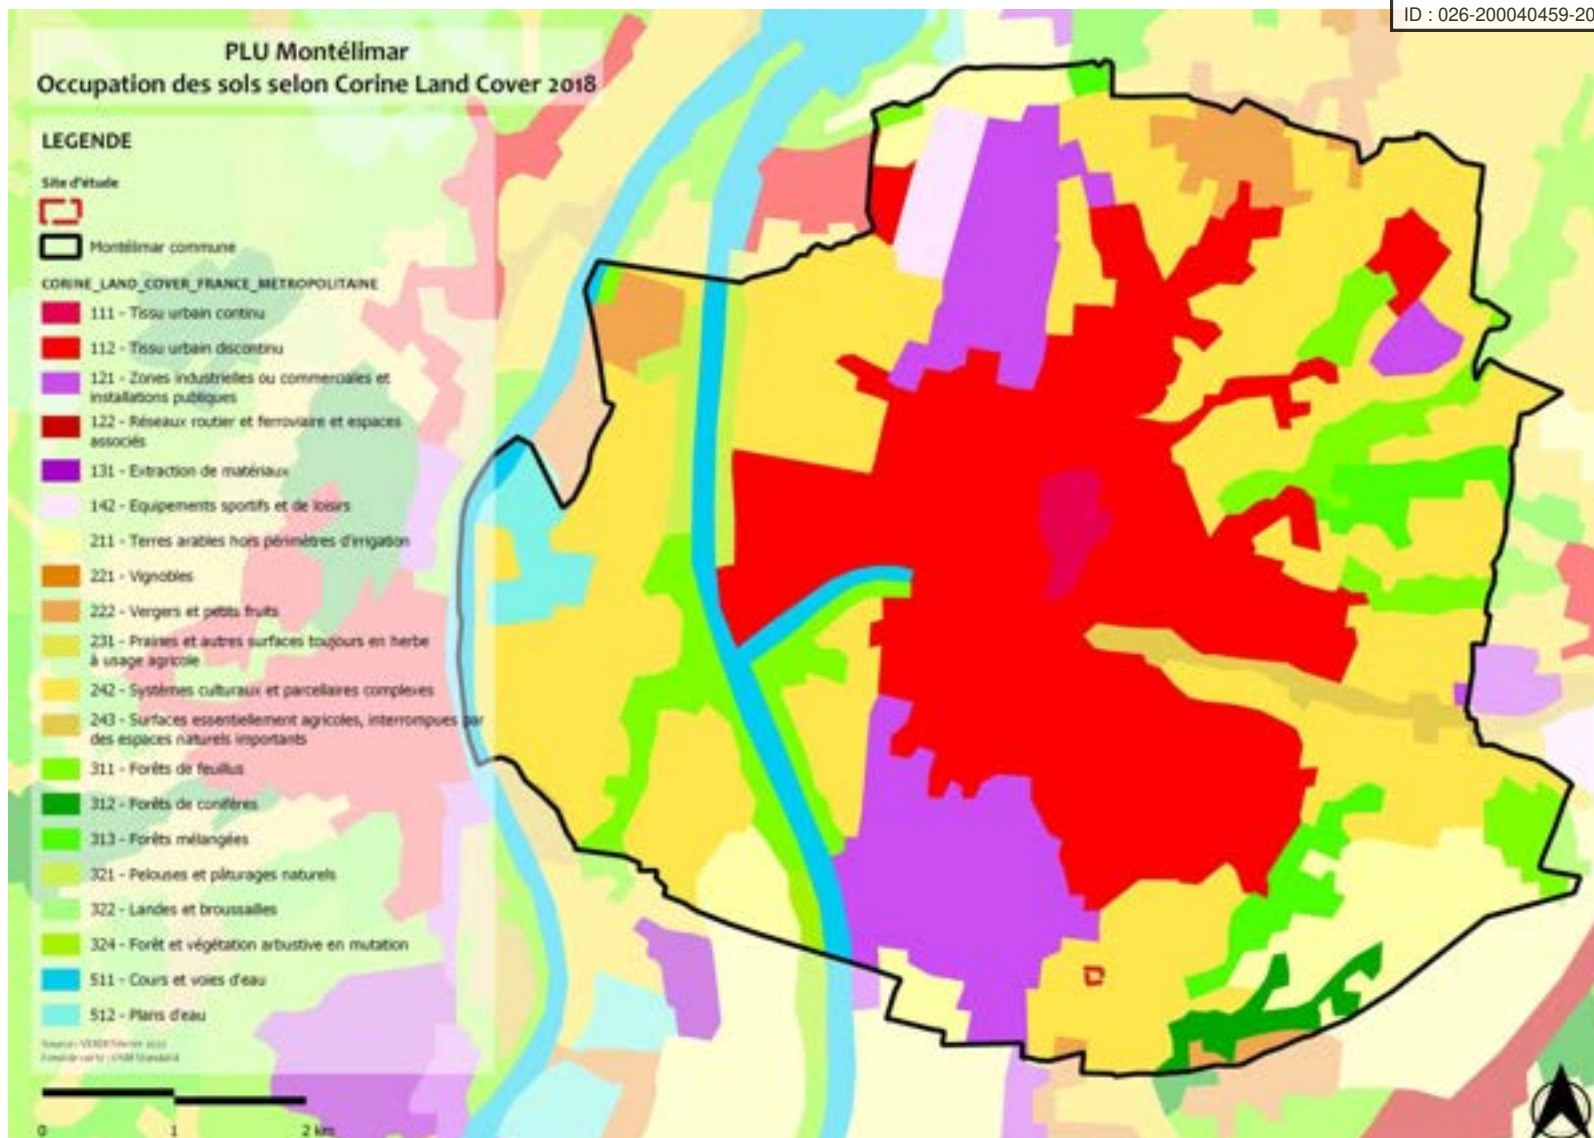 ID : 026-200040459-20
PLU Montélimar
Occupation des sols selon Corine Land Cover 2018
LEGENDE
Site d'étude
Montélimar commune
CORINE_LAND_COVER_FRANCE_METROPOLITAINE
111 - Tissu urbain continu
112 - Tissu urbain discontinu
121 - Zones industrielles ou commerciales et
installations publiques
122 - Réseaux routier et ferroviaire et espaces
associés
131 - Extraction de matériaux
142 - Equipements sportifs et de loisirs
211 - Terres arables hors périmètres d'irrigation
221 - Vignobles
222 - Vergers et petits fruits
231 - Prairies et autres surfaces toujours en herbe
à usage agricole
242 - Systèmes culturaux et parcellaires complexes
243 - Surfaces essentiellement agricoles, interrompues par
des espaces naturels importants
311 - Forêts de feuillus
312 - Forêts de conifères
313 - Forêts mélangées
321 - Pelouses et pâturages naturels
322 - Landes et broussailles
324 - Forêt et végétation arbustive en mutation
511 - Cours et voies d'eau
512 - Plans d'eau
0 1 2 km